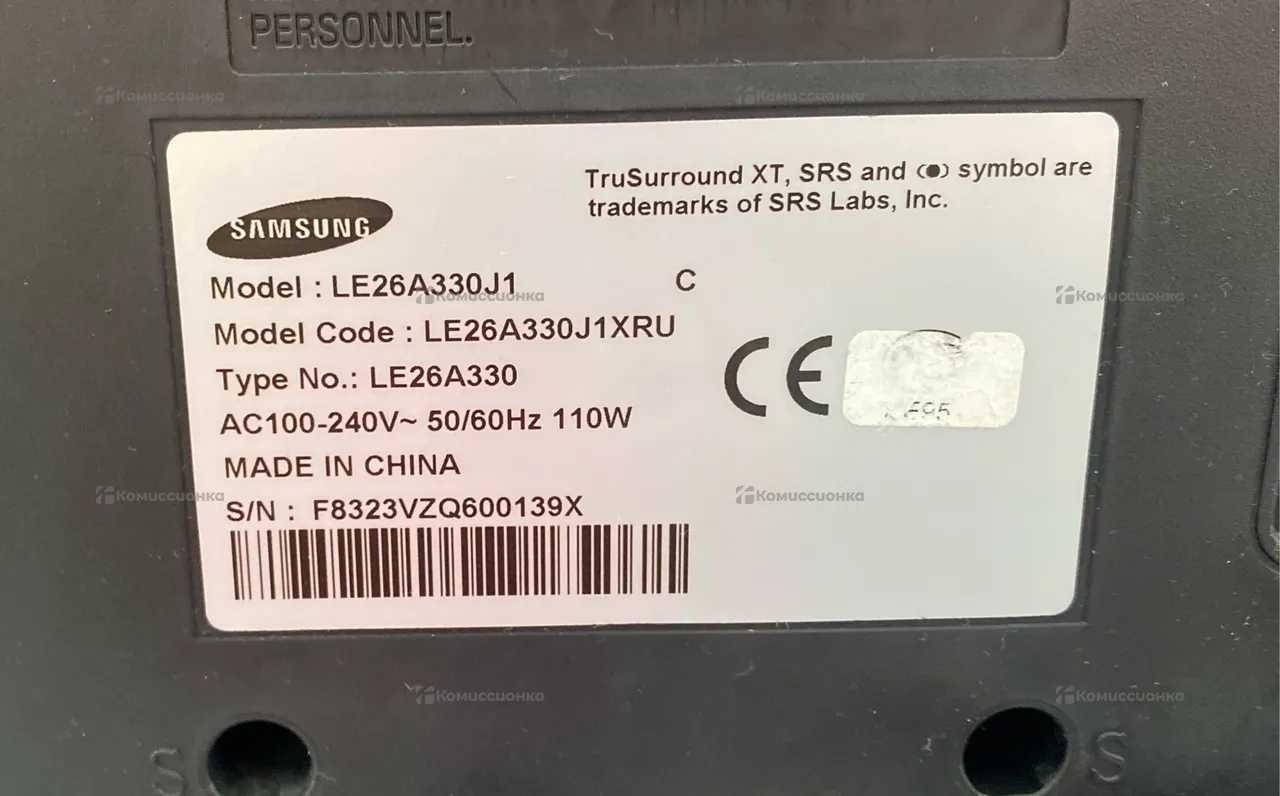 PERSONNEL.
TruSurround XT, SRS and (●) symbol are
trademarks of SRS Labs, Inc.
SAMSUNG
Model : LE26A330J1 C
Model Code : LE26A330J1XRU
Type No.: LE26A330
AC100-240V~ 50/60Hz 110W
MADE IN CHINA
S/N : F8323VZQ600139X
CE
S
S
Комиссионка
Комиссионка
Комиссионка
Комиссионка
Комиссионка
Комиссионка
Комиссионка
Комиссионка